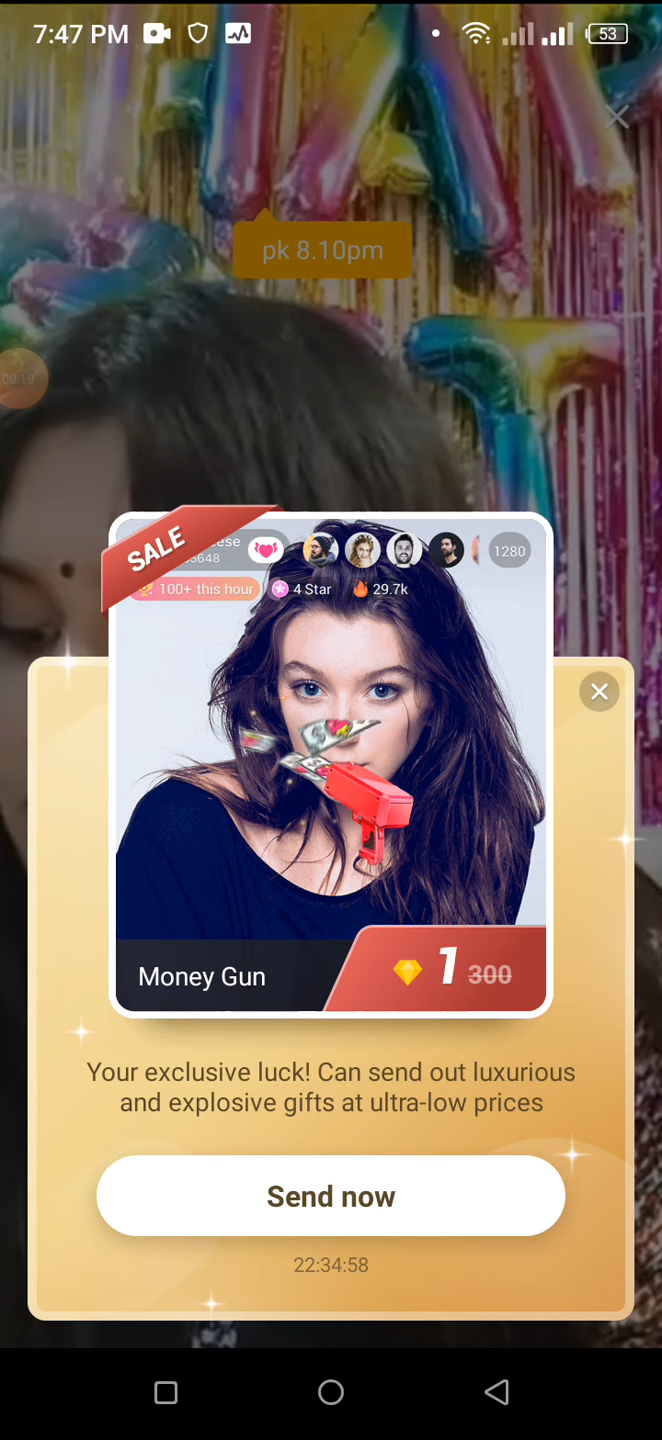 7:47 PM
53
pk 8.10pm
00:19
SALE
1280
100+ this hour
4 Star
29.7k
Money Gun
1 300
Your exclusive luck! Can send out luxurious
and explosive gifts at ultra-low prices
Send now
22:34:58